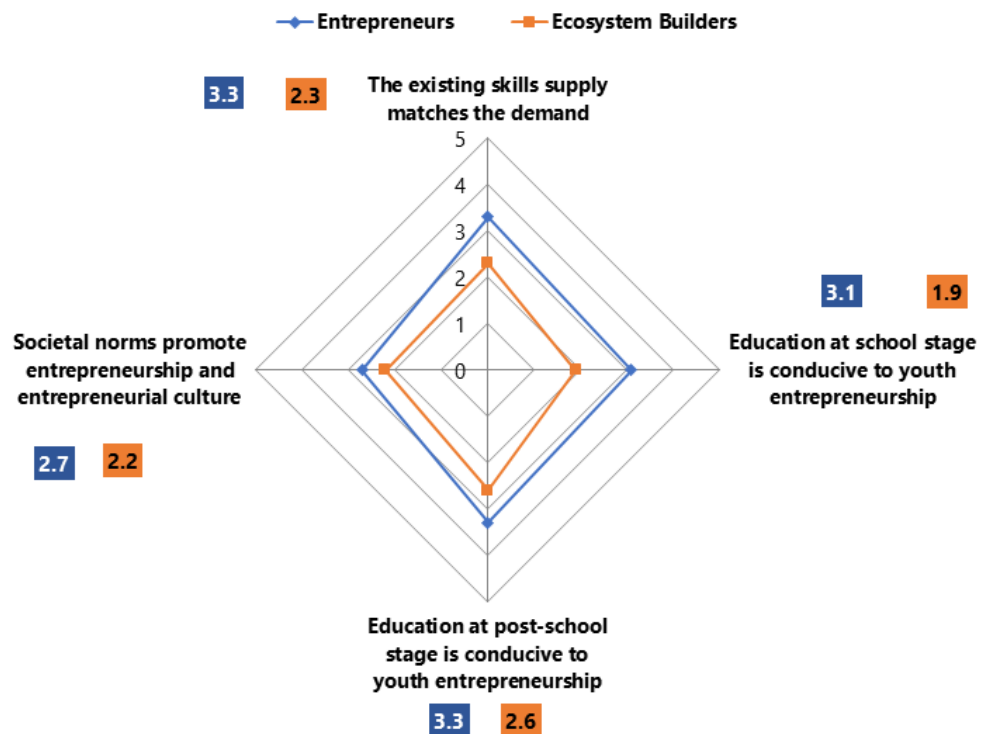 Entrepreneurs Ecosystem Builders
3.3 2.3
The existing skills supply
matches the demand
5
4
3
2
1
0
3.1 1.9
Education at school stage
is conducive to youth
entrepreneurship
Societal norms promote
entrepreneurship and
entrepreneurial culture
2.7 2.2
Education at post-school
stage is conducive to
youth entrepreneurship
3.3 2.6